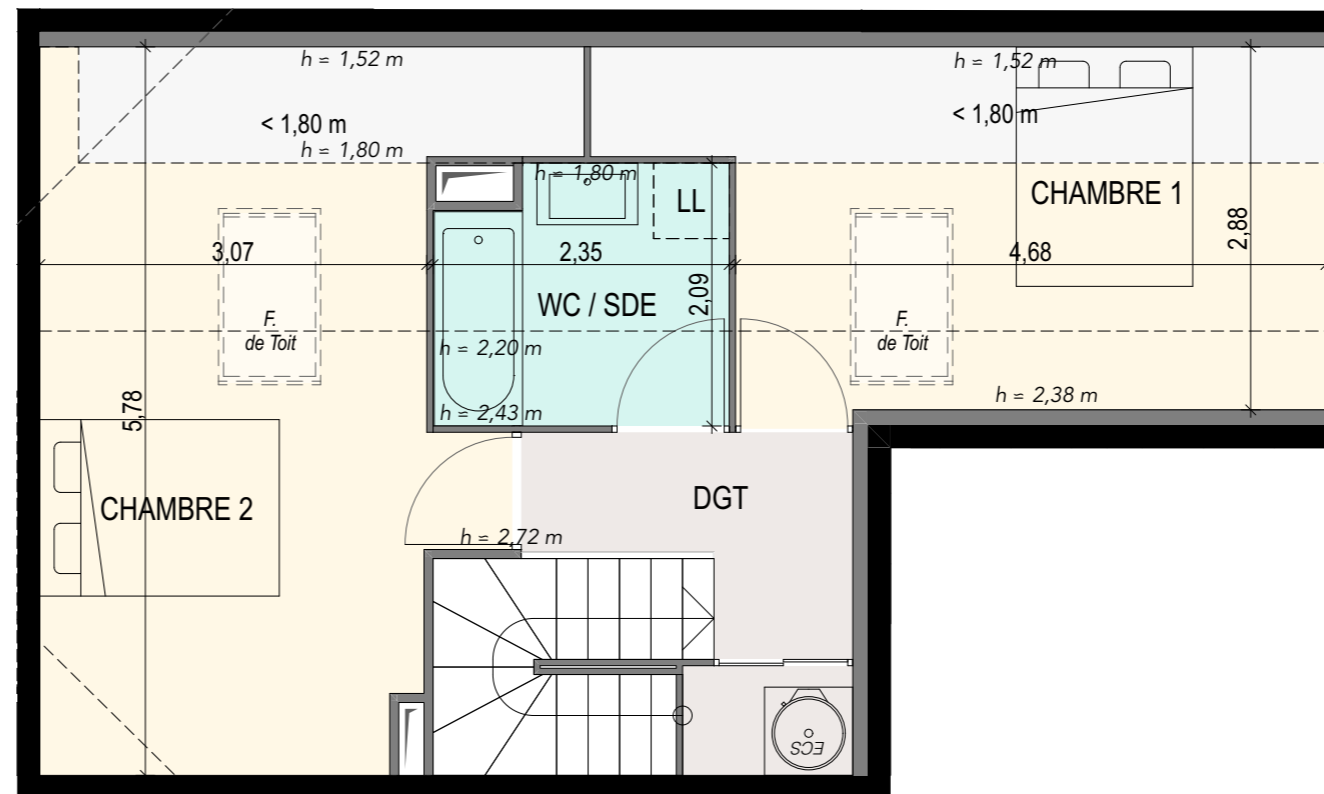 h = 1,52 m
h = 1,52 m
< 1,80 m
< 1,80 m
h = 1,80 m
h = 1,80 m
LL
CHAMBRE 1
2,88
3,07
2,35
4,68
2,09
WC / SDE
F.
de Toit
F.
de Toit
h = 2,20 m
h = 2,38 m
h = 2,43 m
5,78
CHAMBRE 2
DGT
h = 2,72 m
ECS